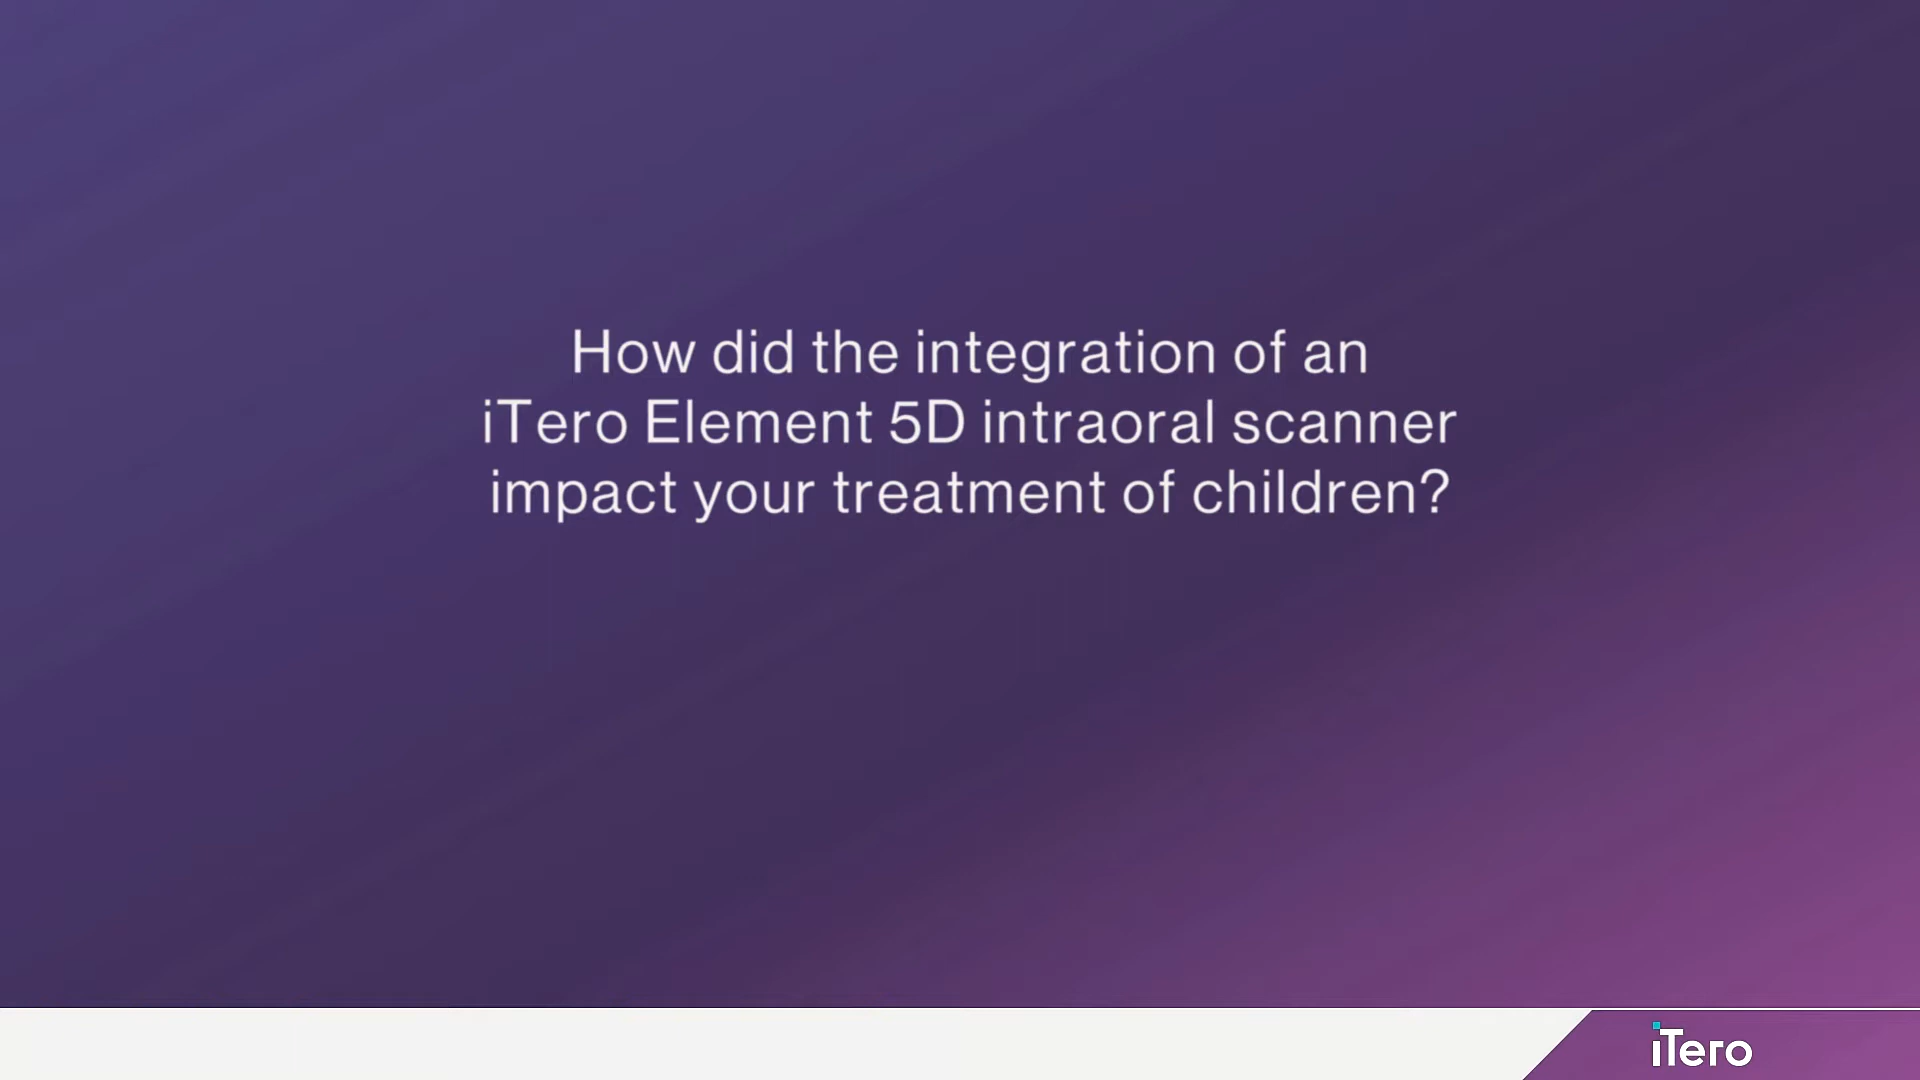 How did the integration of an
iTero Element 5D intraoral scanner
impact your treatment of children?
iTero